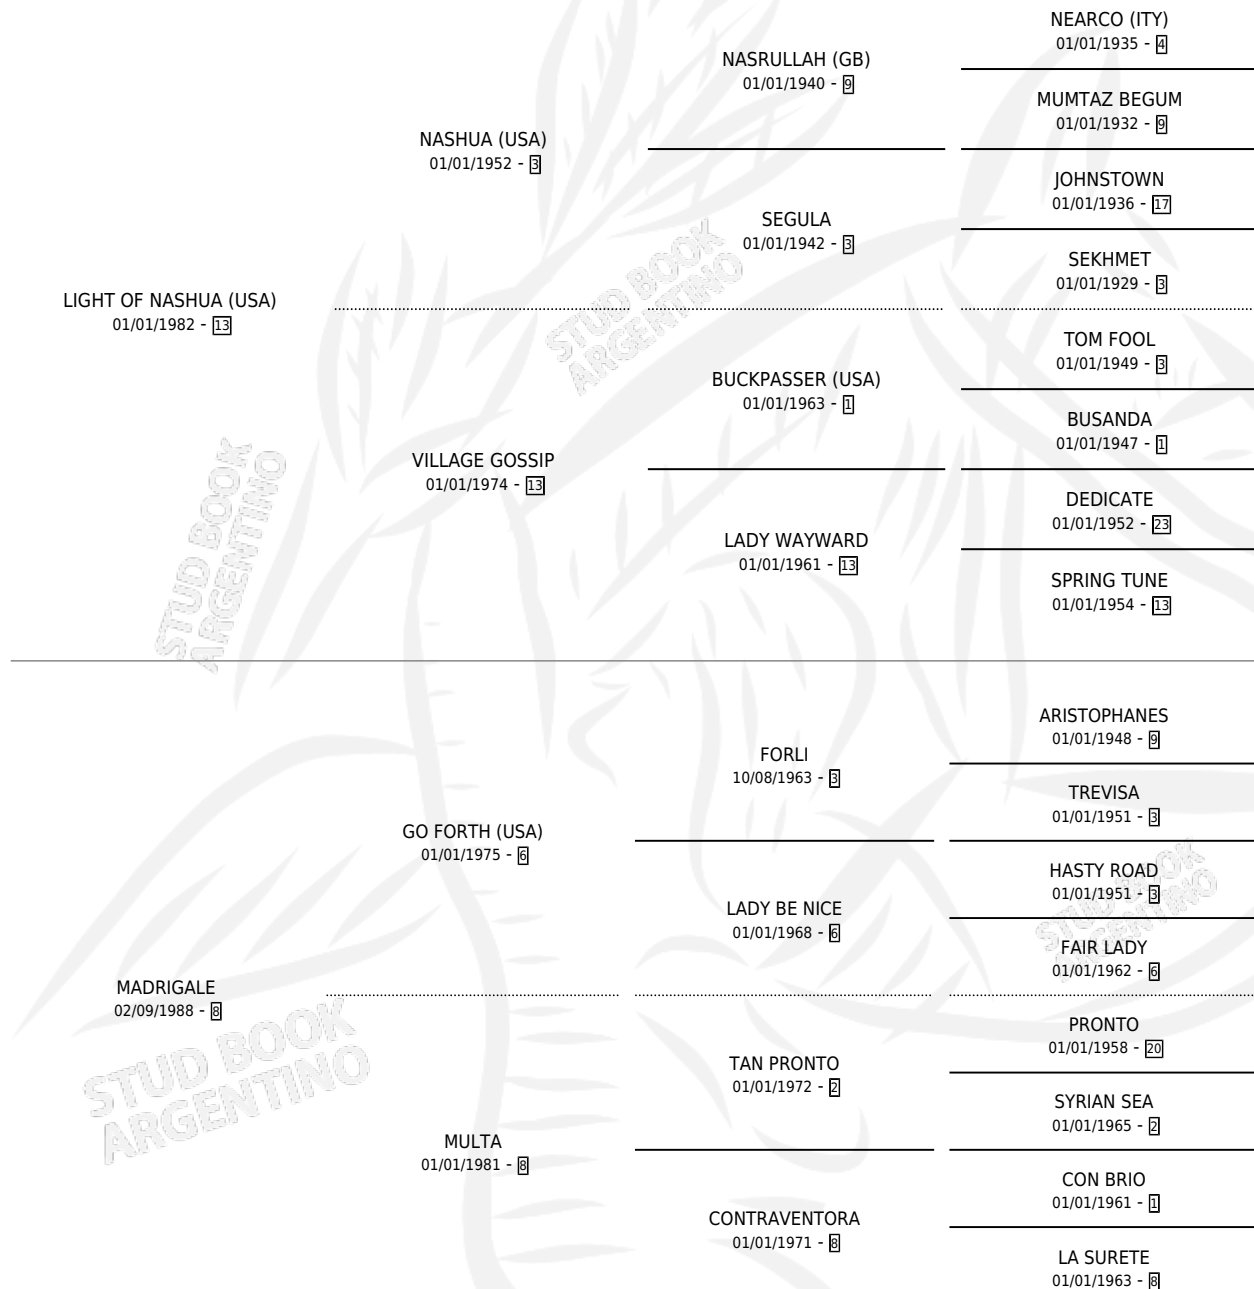 NEARCO (ITY)
01/01/1935 - 4
NASRULLAH (GB)
01/01/1940 - 9
MUMTAZ BEGUM
01/01/1932 - 9
NASHUA (USA)
01/01/1952 - 3
JOHNSTOWN
01/01/1936 - 17
SEGULA
01/01/1942 - 3
SEKHMET
01/01/1929 - 3
LIGHT OF NASHUA (USA)
01/01/1982 - 13
TOM FOOL
01/01/1949 - 3
BUCKPASSER (USA)
01/01/1963 - 1
BUSANDA
01/01/1947 - 1
VILLAGE GOSSIP
01/01/1974 - 13
DEDICATE
01/01/1952 - 23
LADY WAYWARD
01/01/1961 - 13
SPRING TUNE
01/01/1954 - 13
ARISTOPHANES
01/01/1948 - 9
FORLI
10/08/1963 - 3
TREVISA
01/01/1951 - 3
GO FORTH (USA)
01/01/1975 - 6
HASTY ROAD
01/01/1951 - 3
LADY BE NICE
01/01/1968 - 6
FAIR LADY
01/01/1962 - 6
MADRIGALE
02/09/1988 - 8
PRONTO
01/01/1958 - 20
TAN PRONTO
01/01/1972 - 2
SYRIAN SEA
01/01/1965 - 2
MULTA
01/01/1981 - 8
CON BRIO
01/01/1961 - 1
CONTRAVENTORA
01/01/1971 - 8
LA SURETE
01/01/1963 - 8
STUD BOOK
ARGENTINO
STUD BOOK
ARGENTINO
STUD BOOK
ARGENTINO
STUD BOOK
ARGENTINO